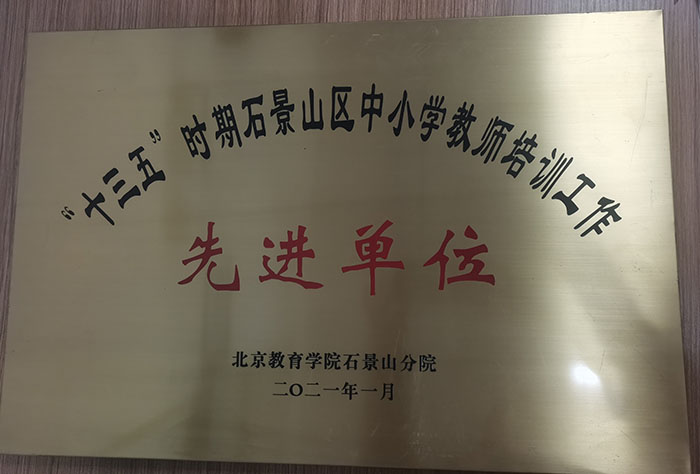 “十三五”时期石景山区中小学教师培训工作
先进单位
北京教育学院石景山分院
二〇二一年一月